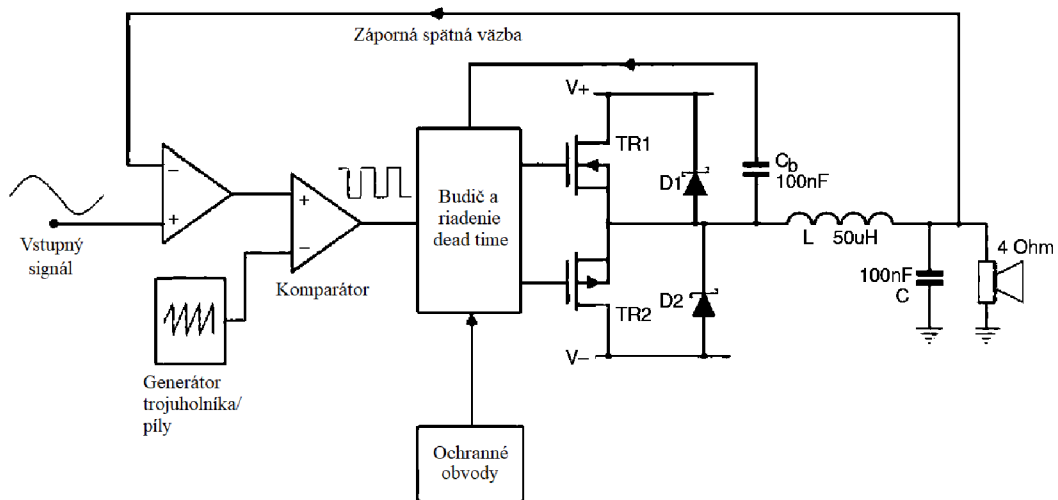 Záporná spätná väzba
V+
TR1
−
+
Vstupný
signál
+
−
Komparátor
Generátor
trojuholníka/
píly
Budič a
riadenie
dead time
Ochranné
obvody
D1
C_b
100nF
TR2
D2
V−
L 50uH
100nF
C
4 Ohm